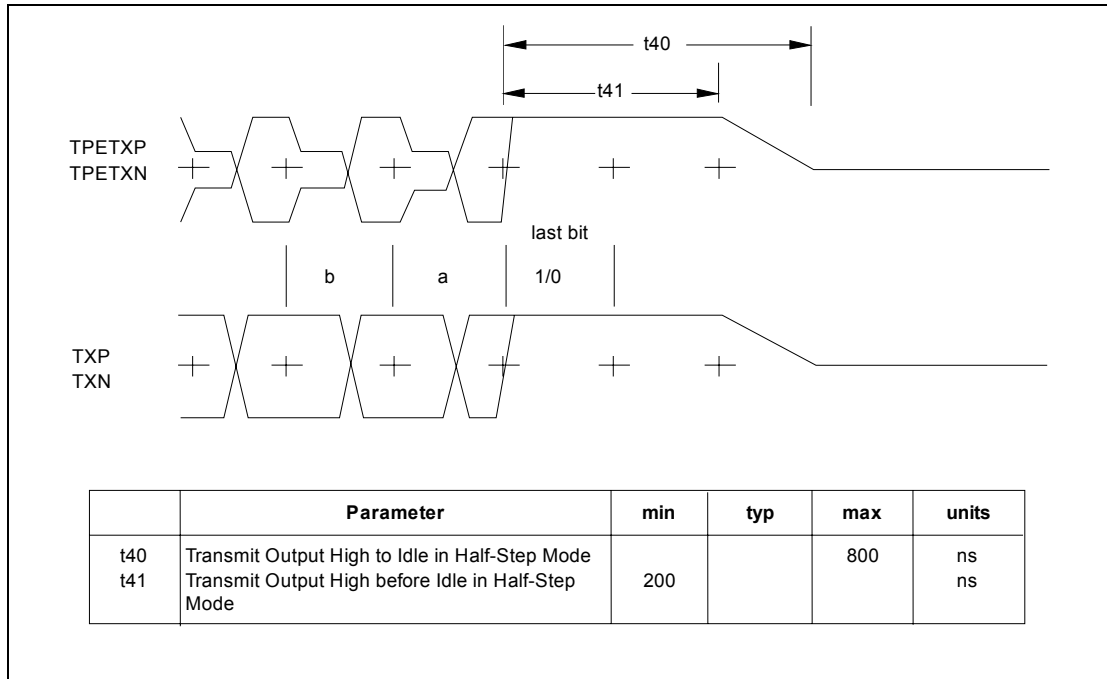 t40
t41
TPETXP
TPETXN
last bit
b a 1/0
TXP
TXN
Parameter min typ max units
t40 Transmit Output High to Idle in Half-Step Mode 800 ns
t41 Transmit Output High before Idle in Half-Step 200 ns
Mode